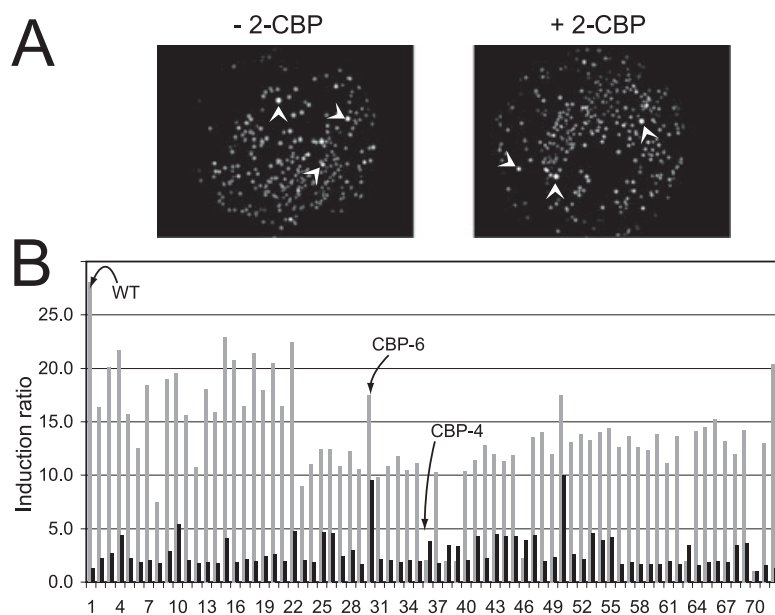 A
- 2-CBP
+ 2-CBP
B
WT
CBP-6
CBP-4
Induction ratio
25.0
20.0
15.0
10.0
5.0
0.0
1 4 7 10 13 16 19 22 25 28 31 34 37 40 43 46 49 52 55 58 61 64 67 70